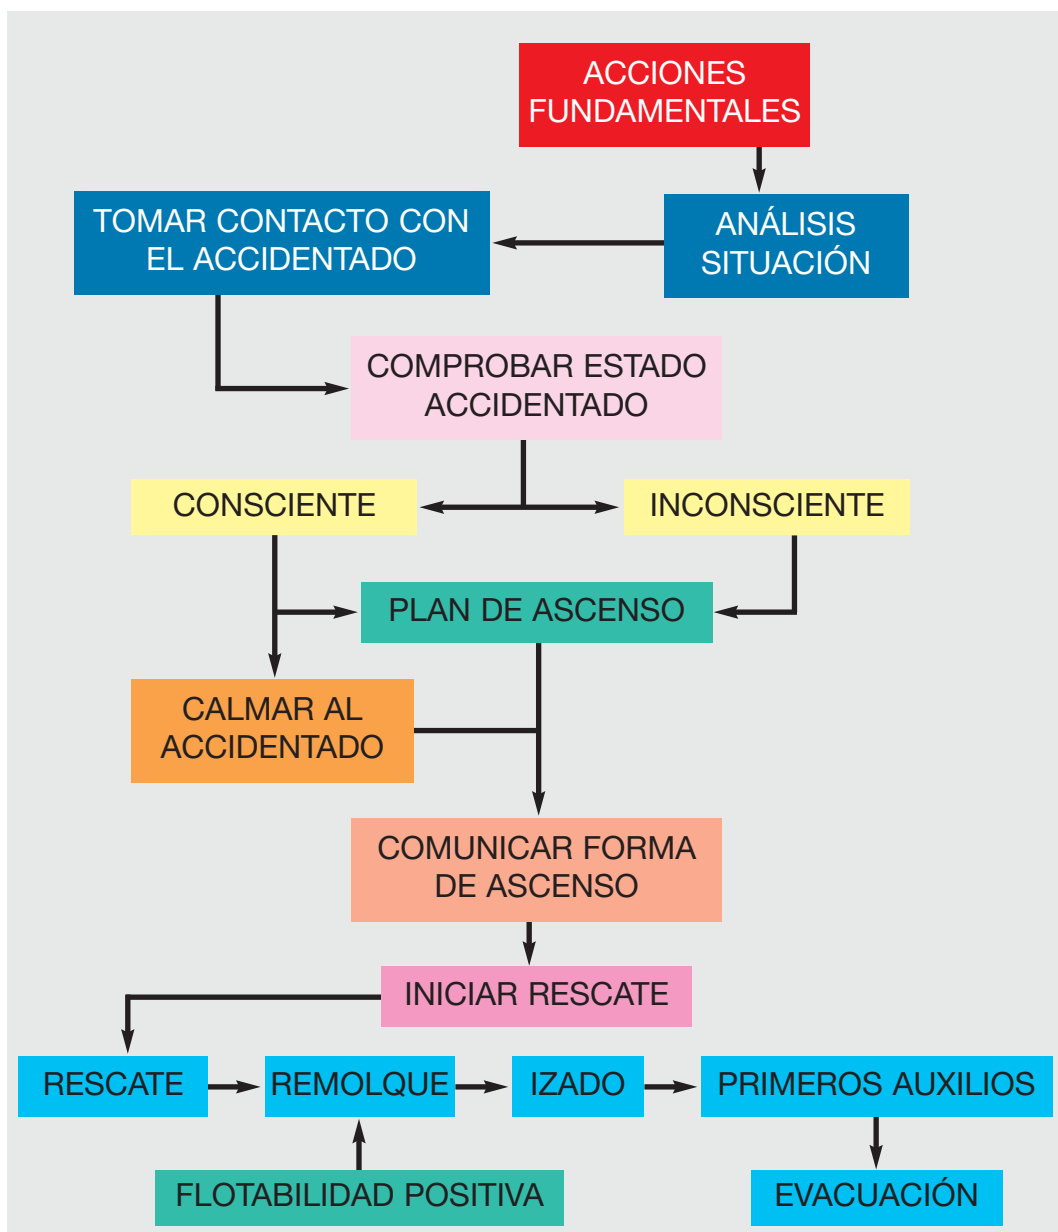 ACCIONES
FUNDAMENTALES
TOMAR CONTACTO CON
EL ACCIDENTADO
ANÁLISIS
SITUACIÓN
COMPROBAR ESTADO
ACCIDENTADO
CONSCIENTE
INCONSCIENTE
PLAN DE ASCENSO
CALMAR AL
ACCIDENTADO
COMUNICAR FORMA
DE ASCENSO
INICIAR RESCATE
RESCATE
REMOLQUE
IZADO
PRIMEROS AUXILIOS
FLOTABILIDAD POSITIVA
EVACUACIÓN